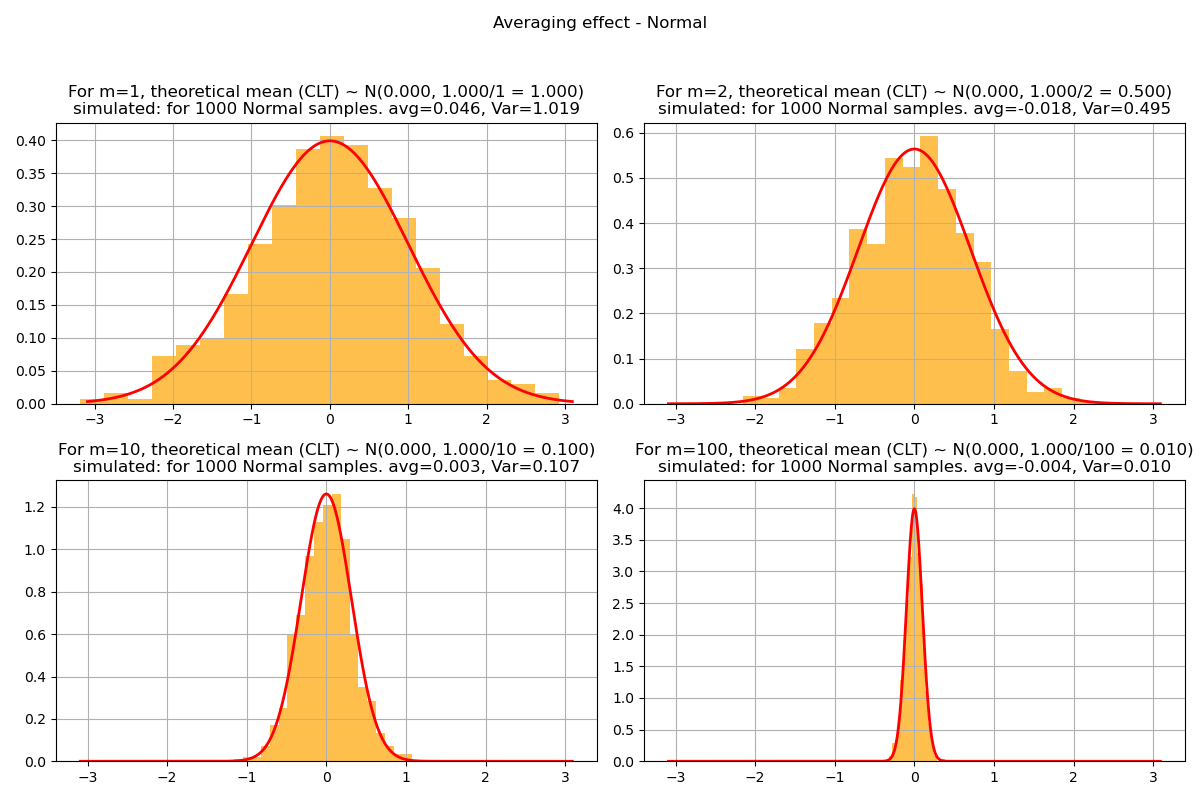 Averaging effect - Normal
For m=1, theoretical mean (CLT) ~ N(0.000, 1.000/1 = 1.000)
simulated: for 1000 Normal samples. avg=0.046, Var=1.019
0.40
0.35
0.30
0.25
0.20
0.15
0.10
0.05
0.00
−3 −2 −1 0 1 2 3
For m=2, theoretical mean (CLT) ~ N(0.000, 1.000/2 = 0.500)
simulated: for 1000 Normal samples. avg=-0.018, Var=0.495
0.6
0.5
0.4
0.3
0.2
0.1
0.0
−3 −2 −1 0 1 2 3
For m=10, theoretical mean (CLT) ~ N(0.000, 1.000/10 = 0.100)
simulated: for 1000 Normal samples. avg=0.003, Var=0.107
1.2
1.0
0.8
0.6
0.4
0.2
0.0
−3 −2 −1 0 1 2 3
For m=100, theoretical mean (CLT) ~ N(0.000, 1.000/100 = 0.010)
simulated: for 1000 Normal samples. avg=-0.004, Var=0.010
4.0
3.5
3.0
2.5
2.0
1.5
1.0
0.5
0.0
−3 −2 −1 0 1 2 3